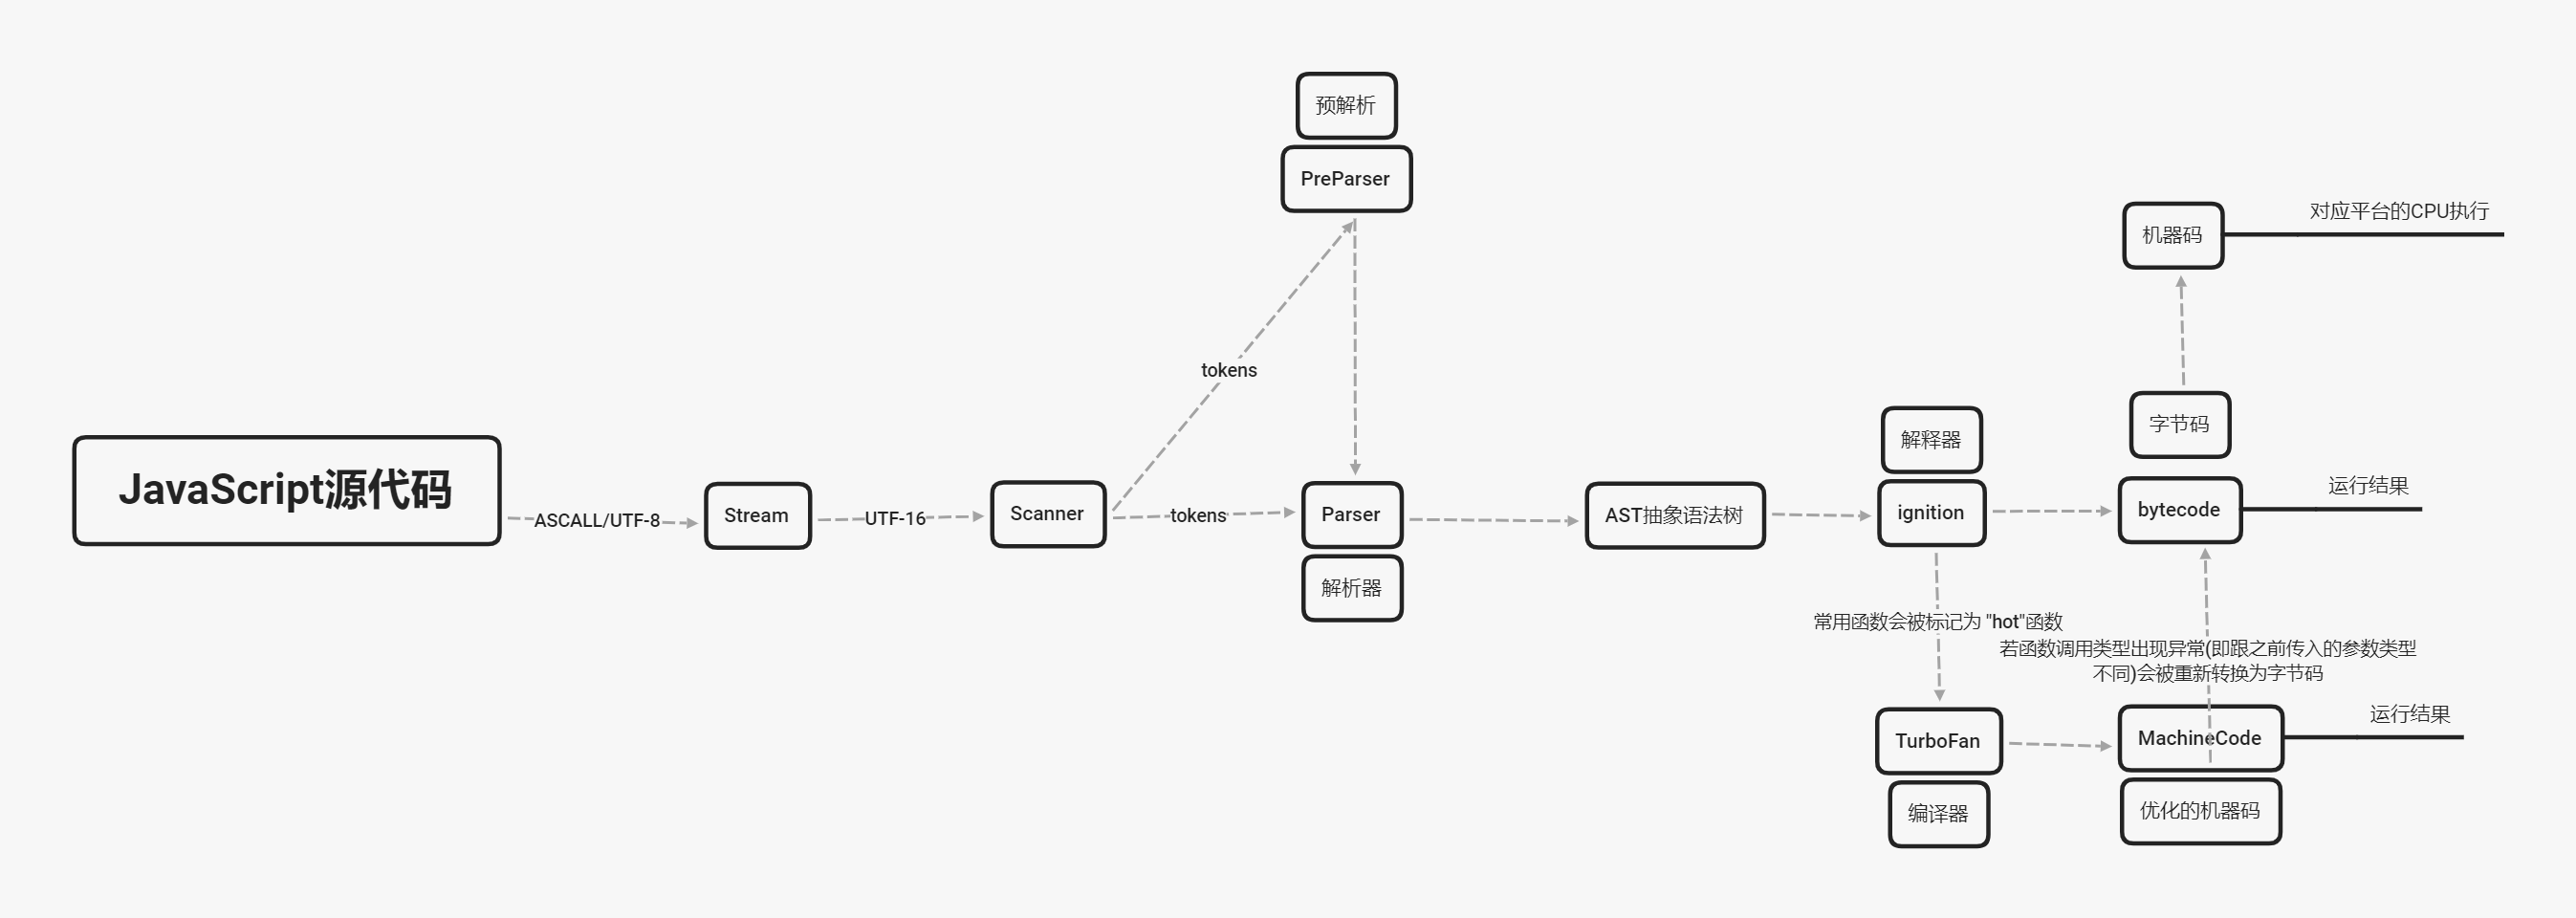 预解析
PreParser
对应平台的CPU执行
机器码
tokens
字节码
解释器
JavaScript源代码
ASCALL/UTF-8
Stream
UTF-16
Scanner
tokens
Parser
解析器
AST抽象语法树
ignition
bytecode
运行结果
常用函数会被标记为 "hot"函数
若函数调用类型出现异常(即跟之前传入的参数类型
不同)会被重新转换为字节码
TurboFan
编译器
MachineCode
运行结果
优化的机器码